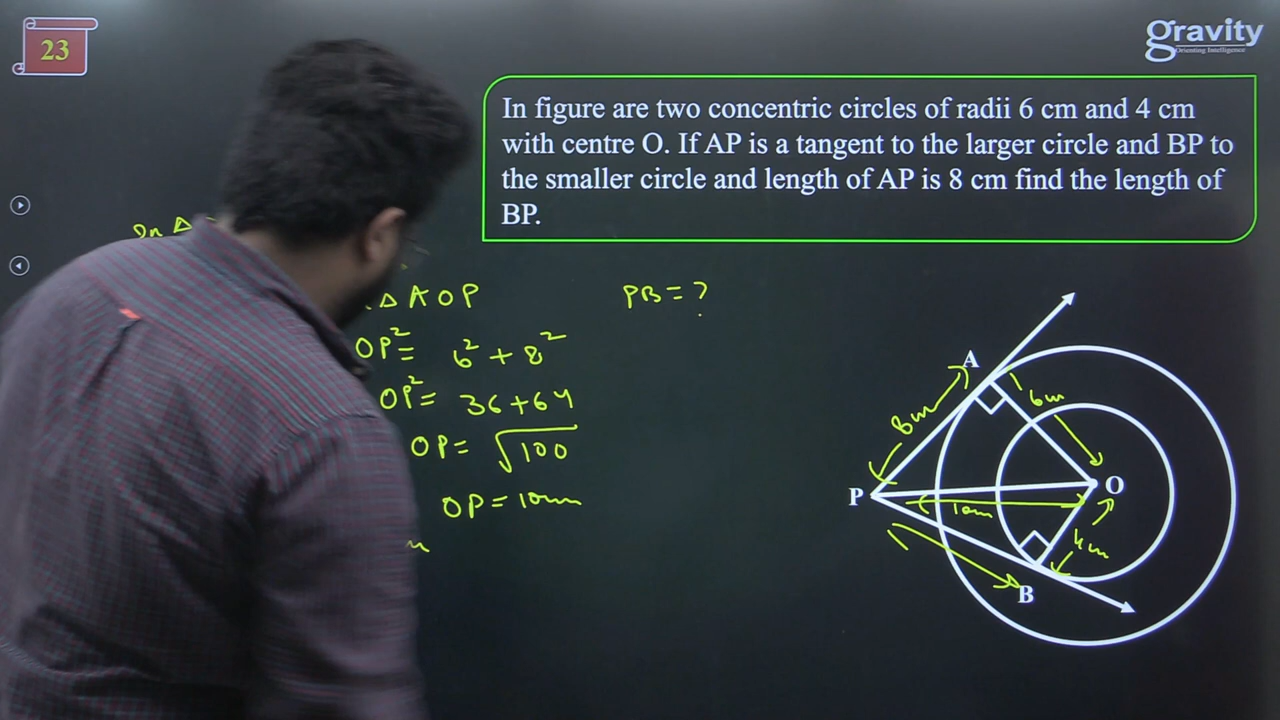 23
gravity
Orienting Intelligence
In figure are two concentric circles of radii 6 cm and 4 cm
with centre O. If AP is a tangent to the larger circle and BP to
the smaller circle and length of AP is 8 cm find the length of
BP.
In Δ
Δ AOP
PB = ?
OP² = 6² + 8²
OP² = 36+64
OP = √100
OP = 10cm
A
8cm
6cm
P
O
10cm
4cm
B